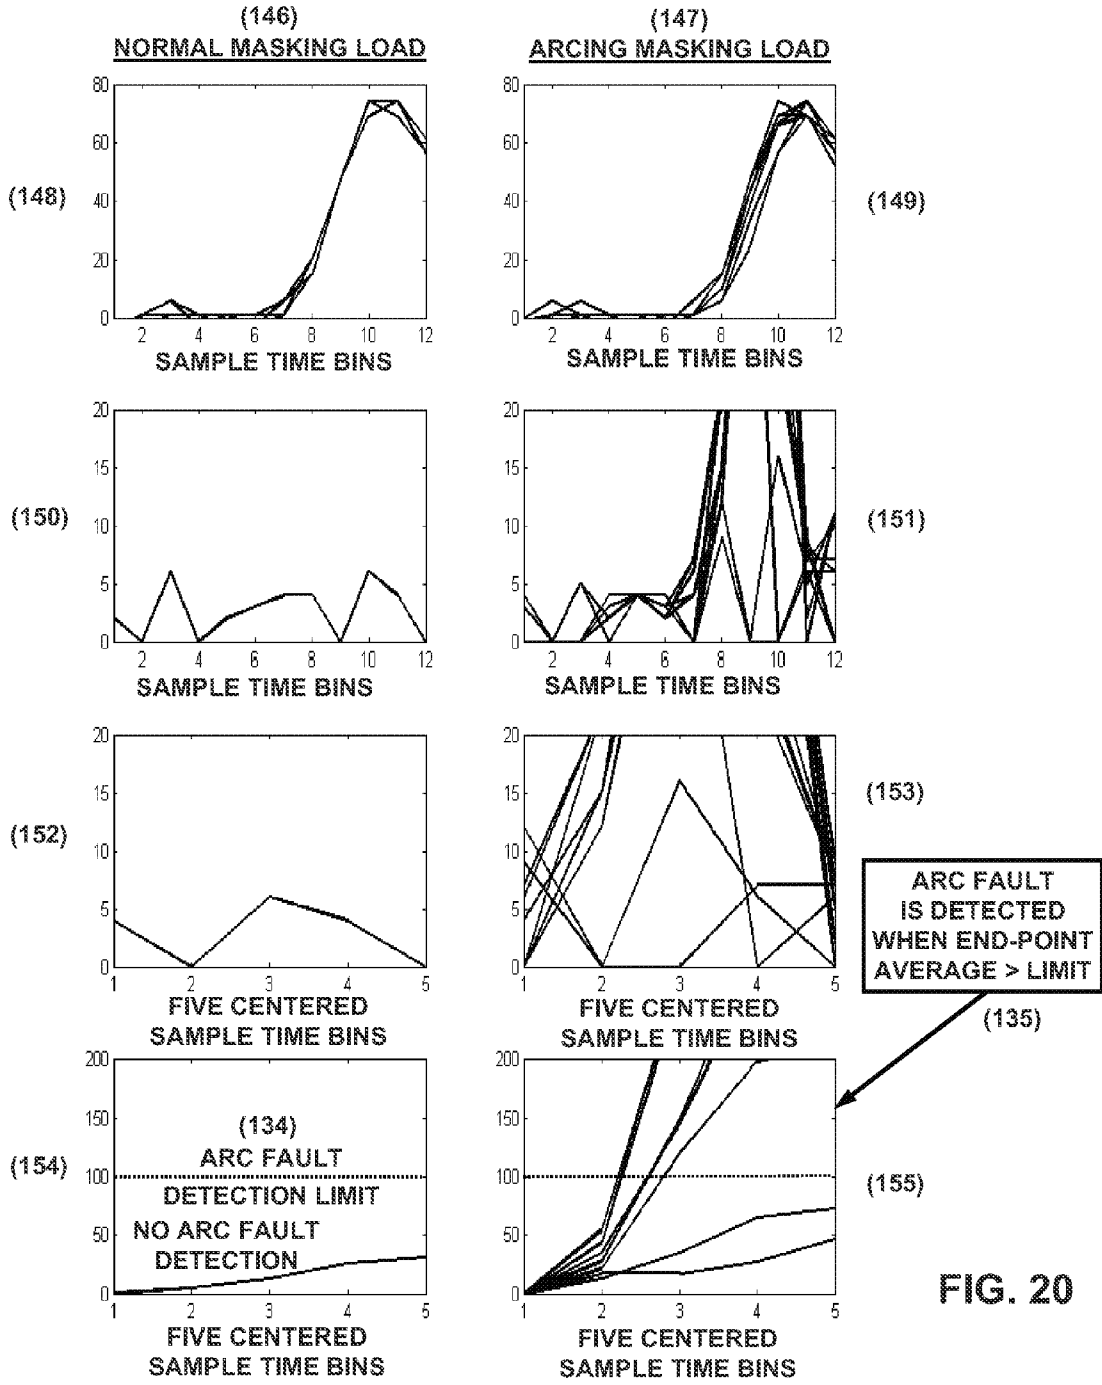 (146)
NORMAL MASKING LOAD
(147)
ARCING MASKING LOAD
80
60
40
20
0
2 4 6 8 10 12
SAMPLE TIME BINS
(148)
80
60
40
20
0
2 4 6 8 10 12
SAMPLE TIME BINS
(149)
20
15
10
5
0
2 4 6 8 10 12
SAMPLE TIME BINS
(150)
20
15
10
5
0
2 4 6 8 10 12
SAMPLE TIME BINS
(151)
20
15
10
5
0
1 2 3 4 5
FIVE CENTERED
SAMPLE TIME BINS
(152)
20
15
10
5
0
1 2 3 4 5
FIVE CENTERED
SAMPLE TIME BINS
(153)
ARC FAULT
IS DETECTED
WHEN END-POINT
AVERAGE > LIMIT
(135)
200
150
100
50
0
(134)
ARC FAULT
DETECTION LIMIT
NO ARC FAULT
DETECTION
1 2 3 4 5
FIVE CENTERED
SAMPLE TIME BINS
(154)
200
150
100
50
0
1 2 3 4 5
FIVE CENTERED
SAMPLE TIME BINS
(155)
FIG. 20